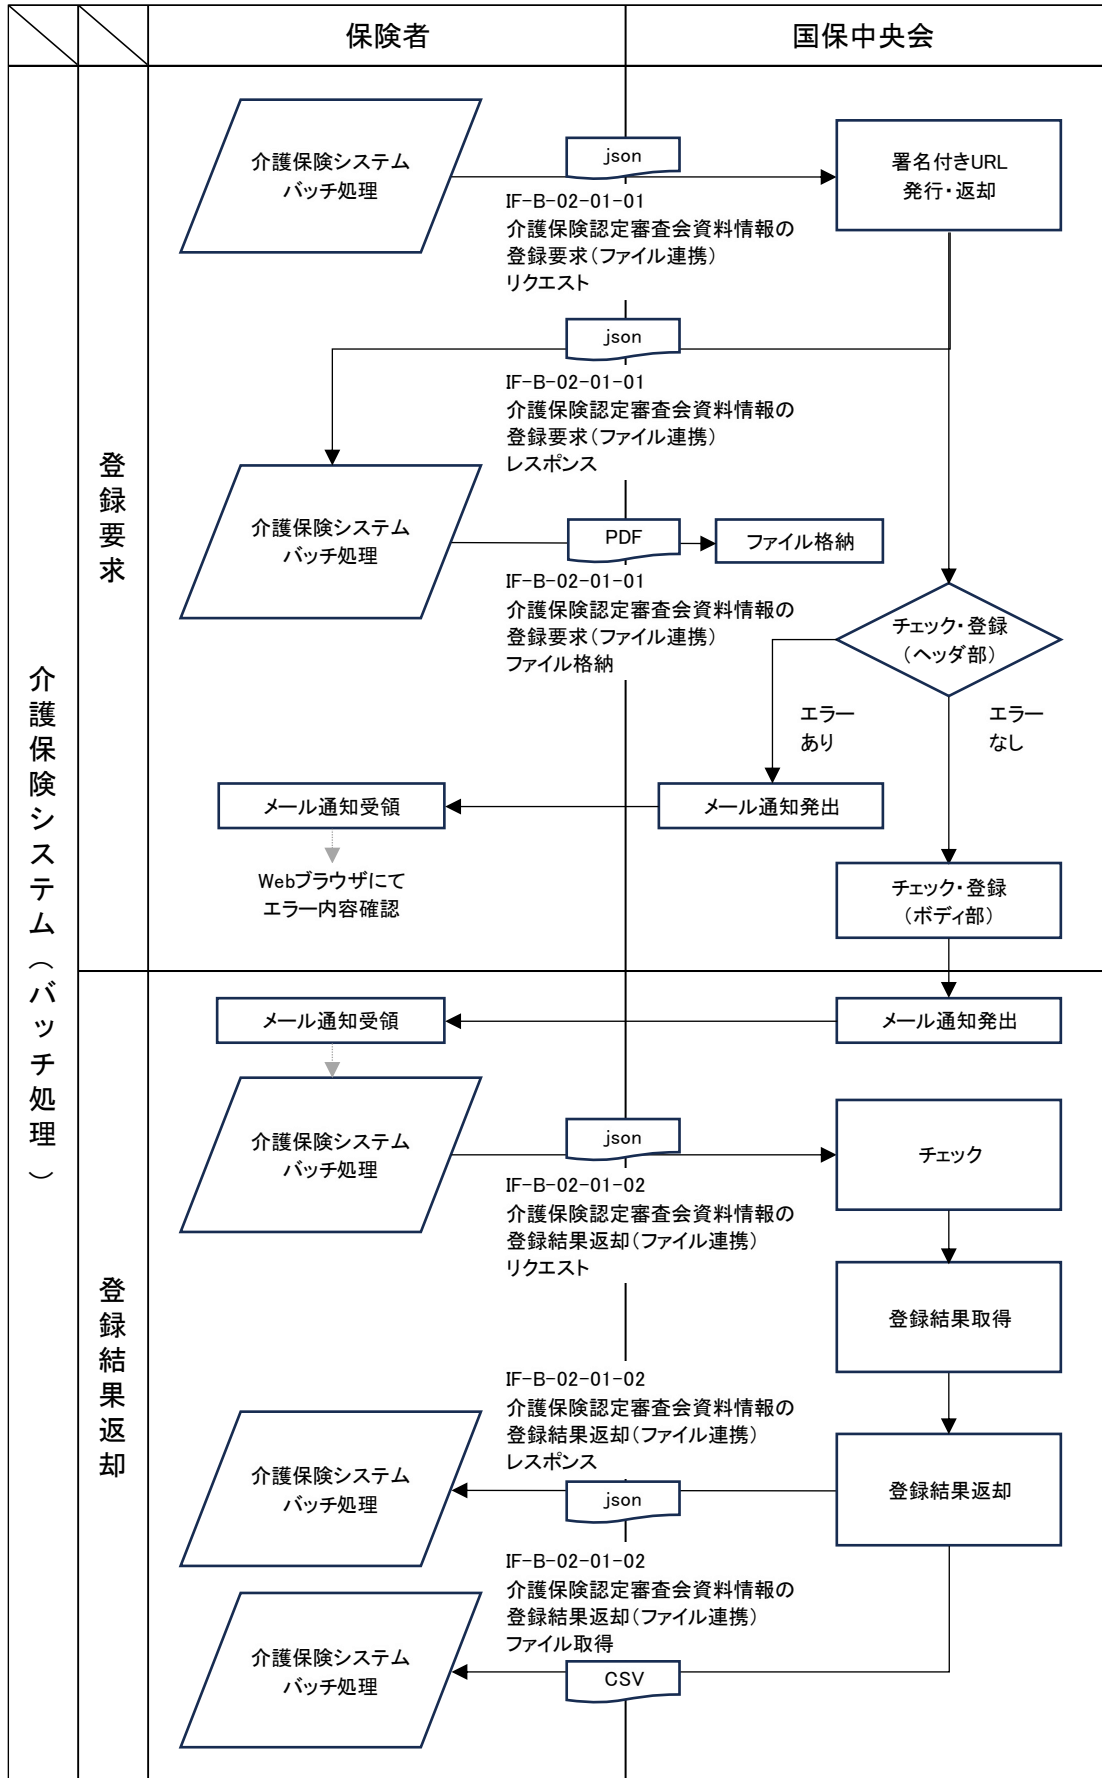 保険者
国保中央会
介護保険システム（バッチ処理）
登録要求
介護保険システム
バッチ処理
json
署名付きURL
発行・返却
IF-B-02-01-01
介護保険認定審査会資料情報の
登録要求（ファイル連携）
リクエスト
json
IF-B-02-01-01
介護保険認定審査会資料情報の
登録要求（ファイル連携）
レスポンス
介護保険システム
バッチ処理
PDF
ファイル格納
IF-B-02-01-01
介護保険認定審査会資料情報の
登録要求（ファイル連携）
ファイル格納
チェック・登録
（ヘッダ部）
エラー
あり
エラー
なし
メール通知受領
メール通知発出
Webブラウザにて
エラー内容確認
チェック・登録
（ボディ部）
登録結果返却
メール通知受領
メール通知発出
介護保険システム
バッチ処理
json
チェック
IF-B-02-01-02
介護保険認定審査会資料情報の
登録結果返却（ファイル連携）
リクエスト
登録結果取得
IF-B-02-01-02
介護保険認定審査会資料情報の
登録結果返却（ファイル連携）
レスポンス
介護保険システム
バッチ処理
json
登録結果返却
IF-B-02-01-02
介護保険認定審査会資料情報の
登録結果返却（ファイル連携）
ファイル取得
介護保険システム
バッチ処理
CSV